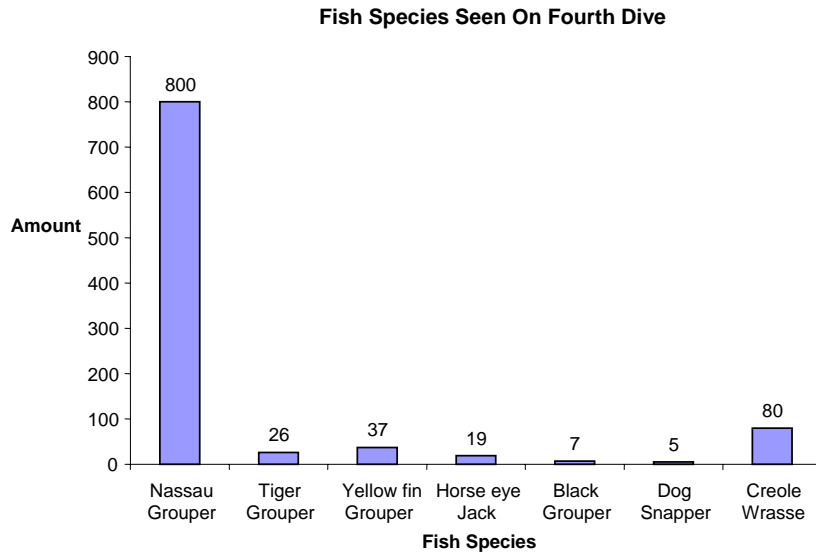 Fish Species Seen On Fourth Dive
900
800
700
600
500
400
300
200
100
0
Amount
800
26
37
19
7
5
80
Nassau
Grouper
Tiger
Grouper
Yellow fin
Grouper
Horse eye
Jack
Black
Grouper
Dog
Snapper
Creole
Wrasse
Fish Species